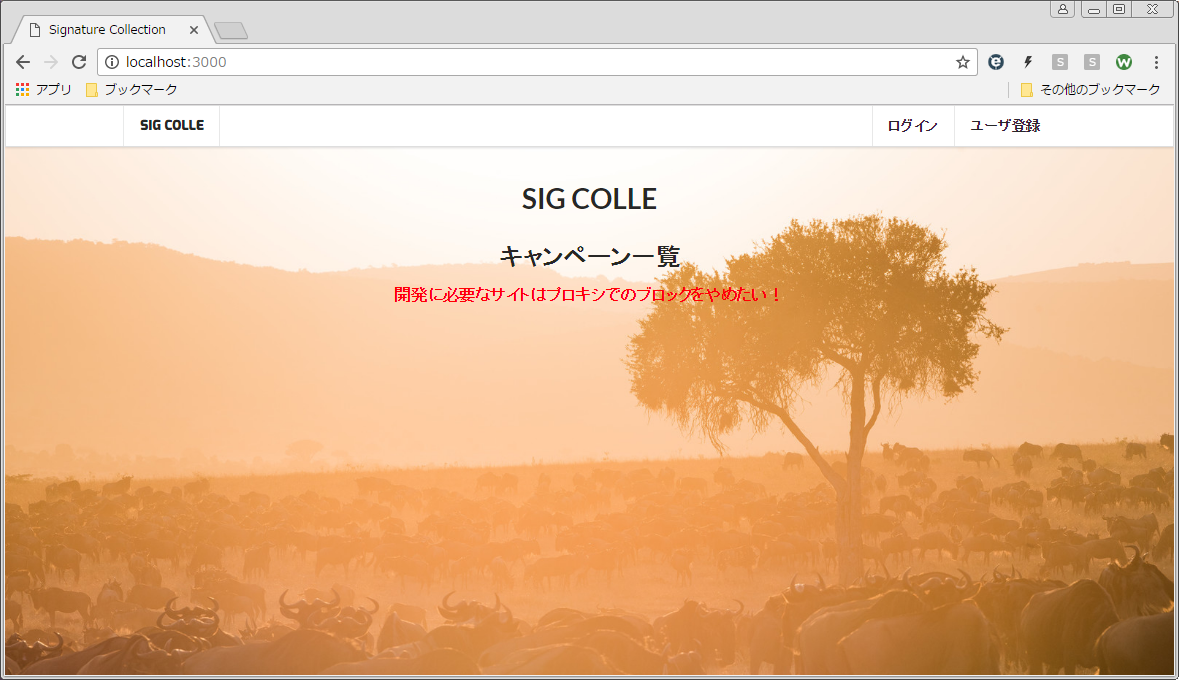 Signature Collection
localhost:3000
アプリ ブックマーク その他のブックマーク
SIG COLLE ログイン ユーザ登録
SIG COLLE
キャンペーン一覧
開発に必要なサイトはプロキシでのブロックをやめたい！